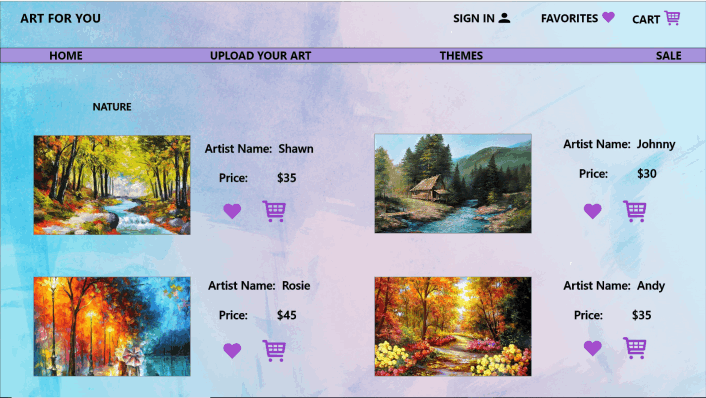 ART FOR YOU
SIGN IN FAVORITES CART
HOME UPLOAD YOUR ART THEMES SALE
NATURE
Artist Name: Shawn
Price: $35
Artist Name: Johnny
Price: $30
Artist Name: Rosie
Price: $45
Artist Name: Andy
Price: $35